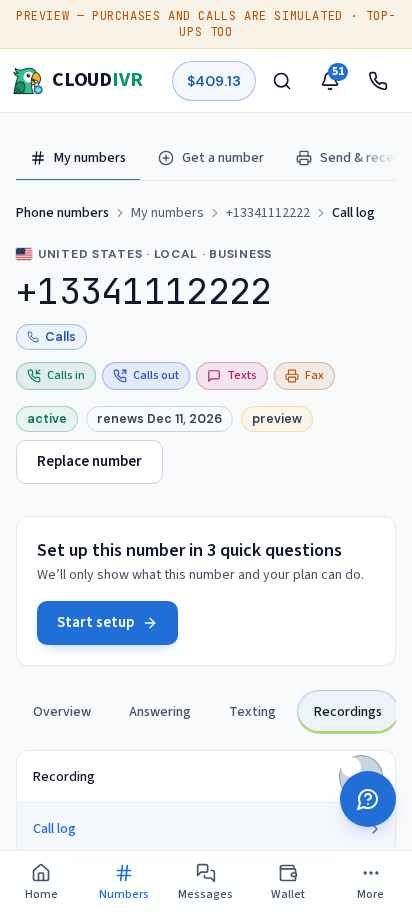 PREVIEW — PURCHASES AND CALLS ARE SIMULATED · TOP-
UPS TOO
CLOUDIVR
$409.13
51
My numbers
Get a number
Send & rece
Phone numbers > My numbers > +13341112222 > Call log
UNITED STATES · LOCAL · BUSINESS
+13341112222
Calls
Calls in
Calls out
Texts
Fax
active
renews Dec 11, 2026
preview
Replace number
Set up this number in 3 quick questions
We’ll only show what this number and your plan can do.
Start setup →
Overview
Answering
Texting
Recordings
Recording
Call log
Home
Numbers
Messages
Wallet
More